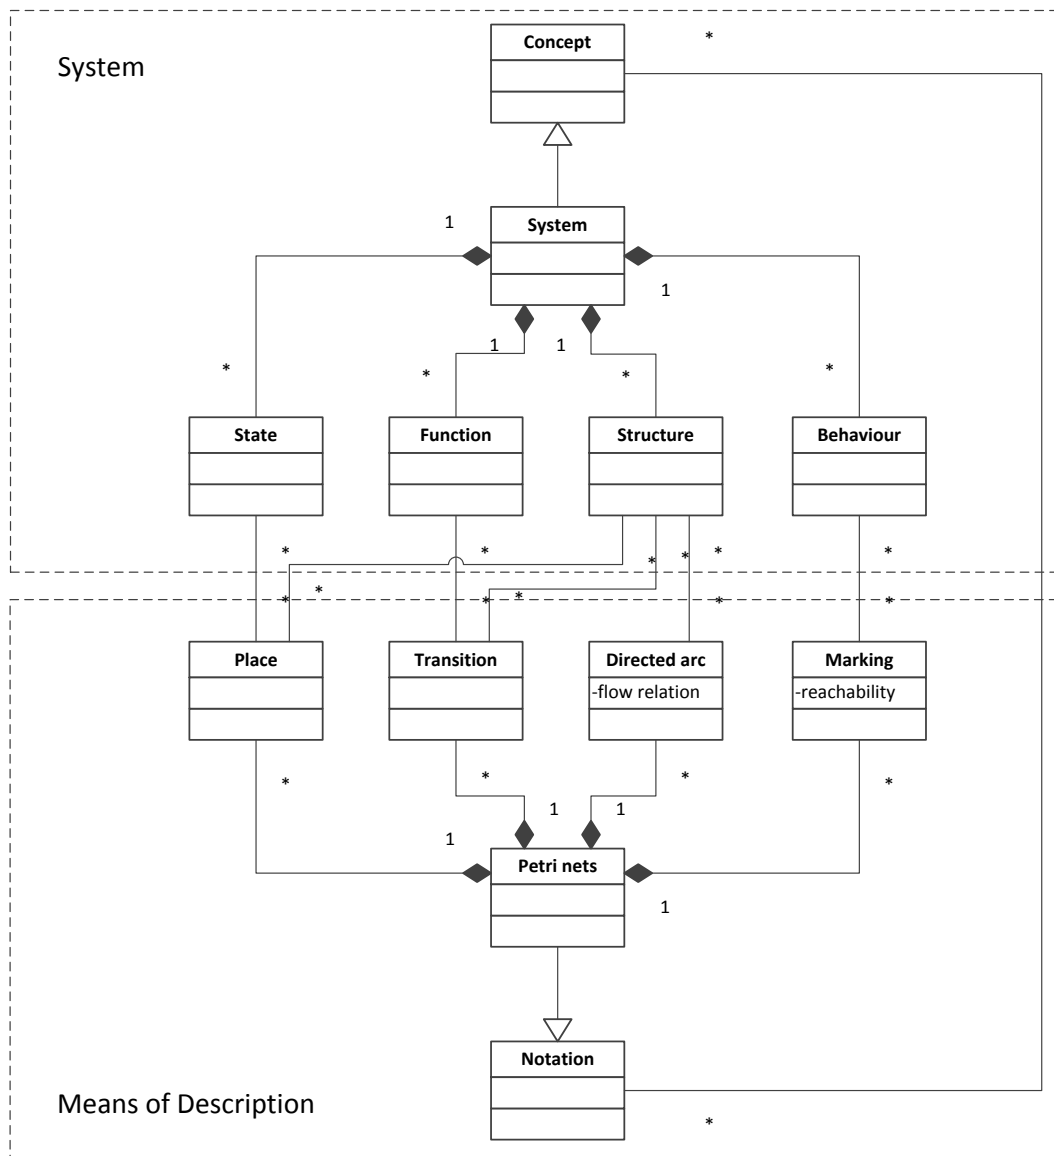 Concept
*
System
System
1
1
1
1
*
*
*
*
State
Function
Structure
Behaviour
*
*
*
*
*
*
*
*
*
*
*
*
*
Place
Transition
Directed arc
Marking
-flow relation
-reachability
*
*
*
*
1
1
1
Petri nets
1
Notation
Means of Description
*